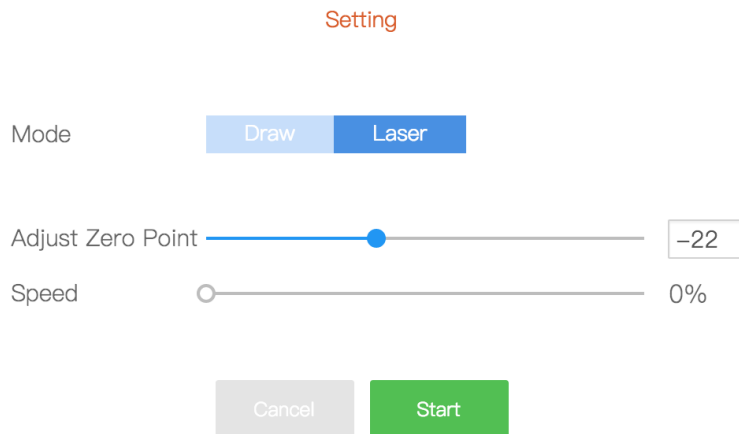 Setting
Mode Draw Laser
Adjust Zero Point -22
Speed 0%
Cancel Start